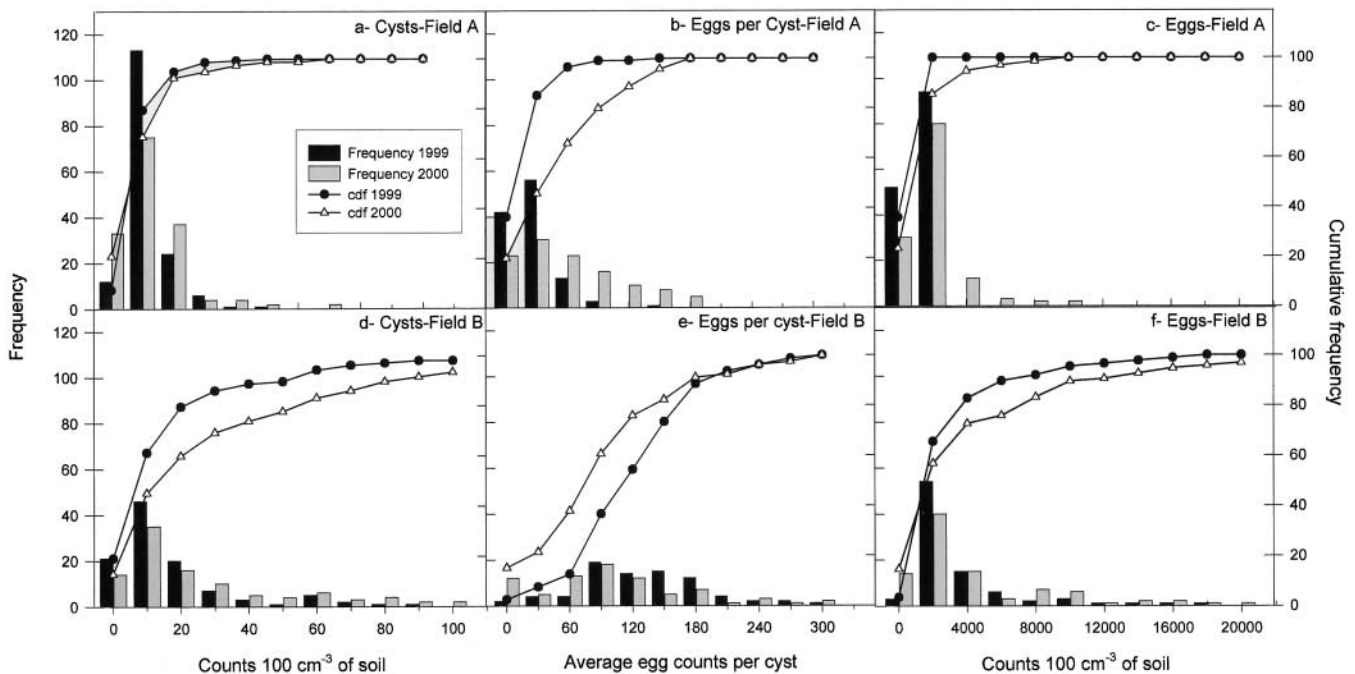 a- Cysts-Field A
b- Eggs per Cyst-Field A
c- Eggs-Field A
120
100
80
60
40
20
0
Frequency 1999
Frequency 2000
cdf 1999
cdf 2000
100
80
60
40
20
0
d- Cysts-Field B
e- Eggs per cyst-Field B
f- Eggs-Field B
120
100
80
60
40
20
0
100
80
60
40
20
0
Frequency
Cumulative frequency
0 20 40 60 80 100
0 60 120 180 240 300
0 4000 8000 12000 16000 20000
Counts 100 cm⁻³ of soil
Average egg counts per cyst
Counts 100 cm⁻³ of soil